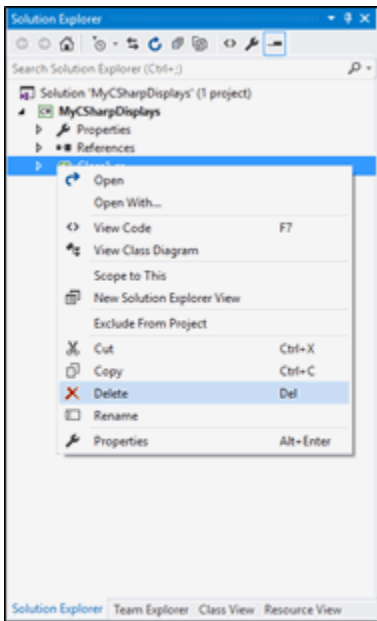 Solution Explorer
Search Solution Explorer (Ctrl+;)
Solution 'MyCSharpDisplays' (1 project)
MyCSharpDisplays
Properties
References
Open
Open With...
View Code F7
View Class Diagram
Scope to This
New Solution Explorer View
Exclude From Project
Cut Ctrl+X
Copy Ctrl+C
Delete Del
Rename
Properties Alt+Enter
Solution Explorer Team Explorer Class View Resource View